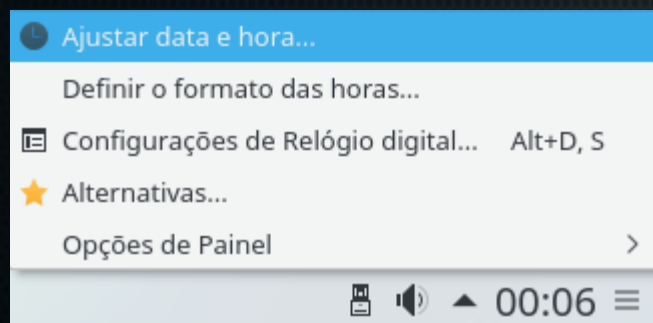 Ajustar data e hora...
Definir o formato das horas...
Configurações de Relógio digital... Alt+D, S
Alternativas...
Opções de Painel
00:06